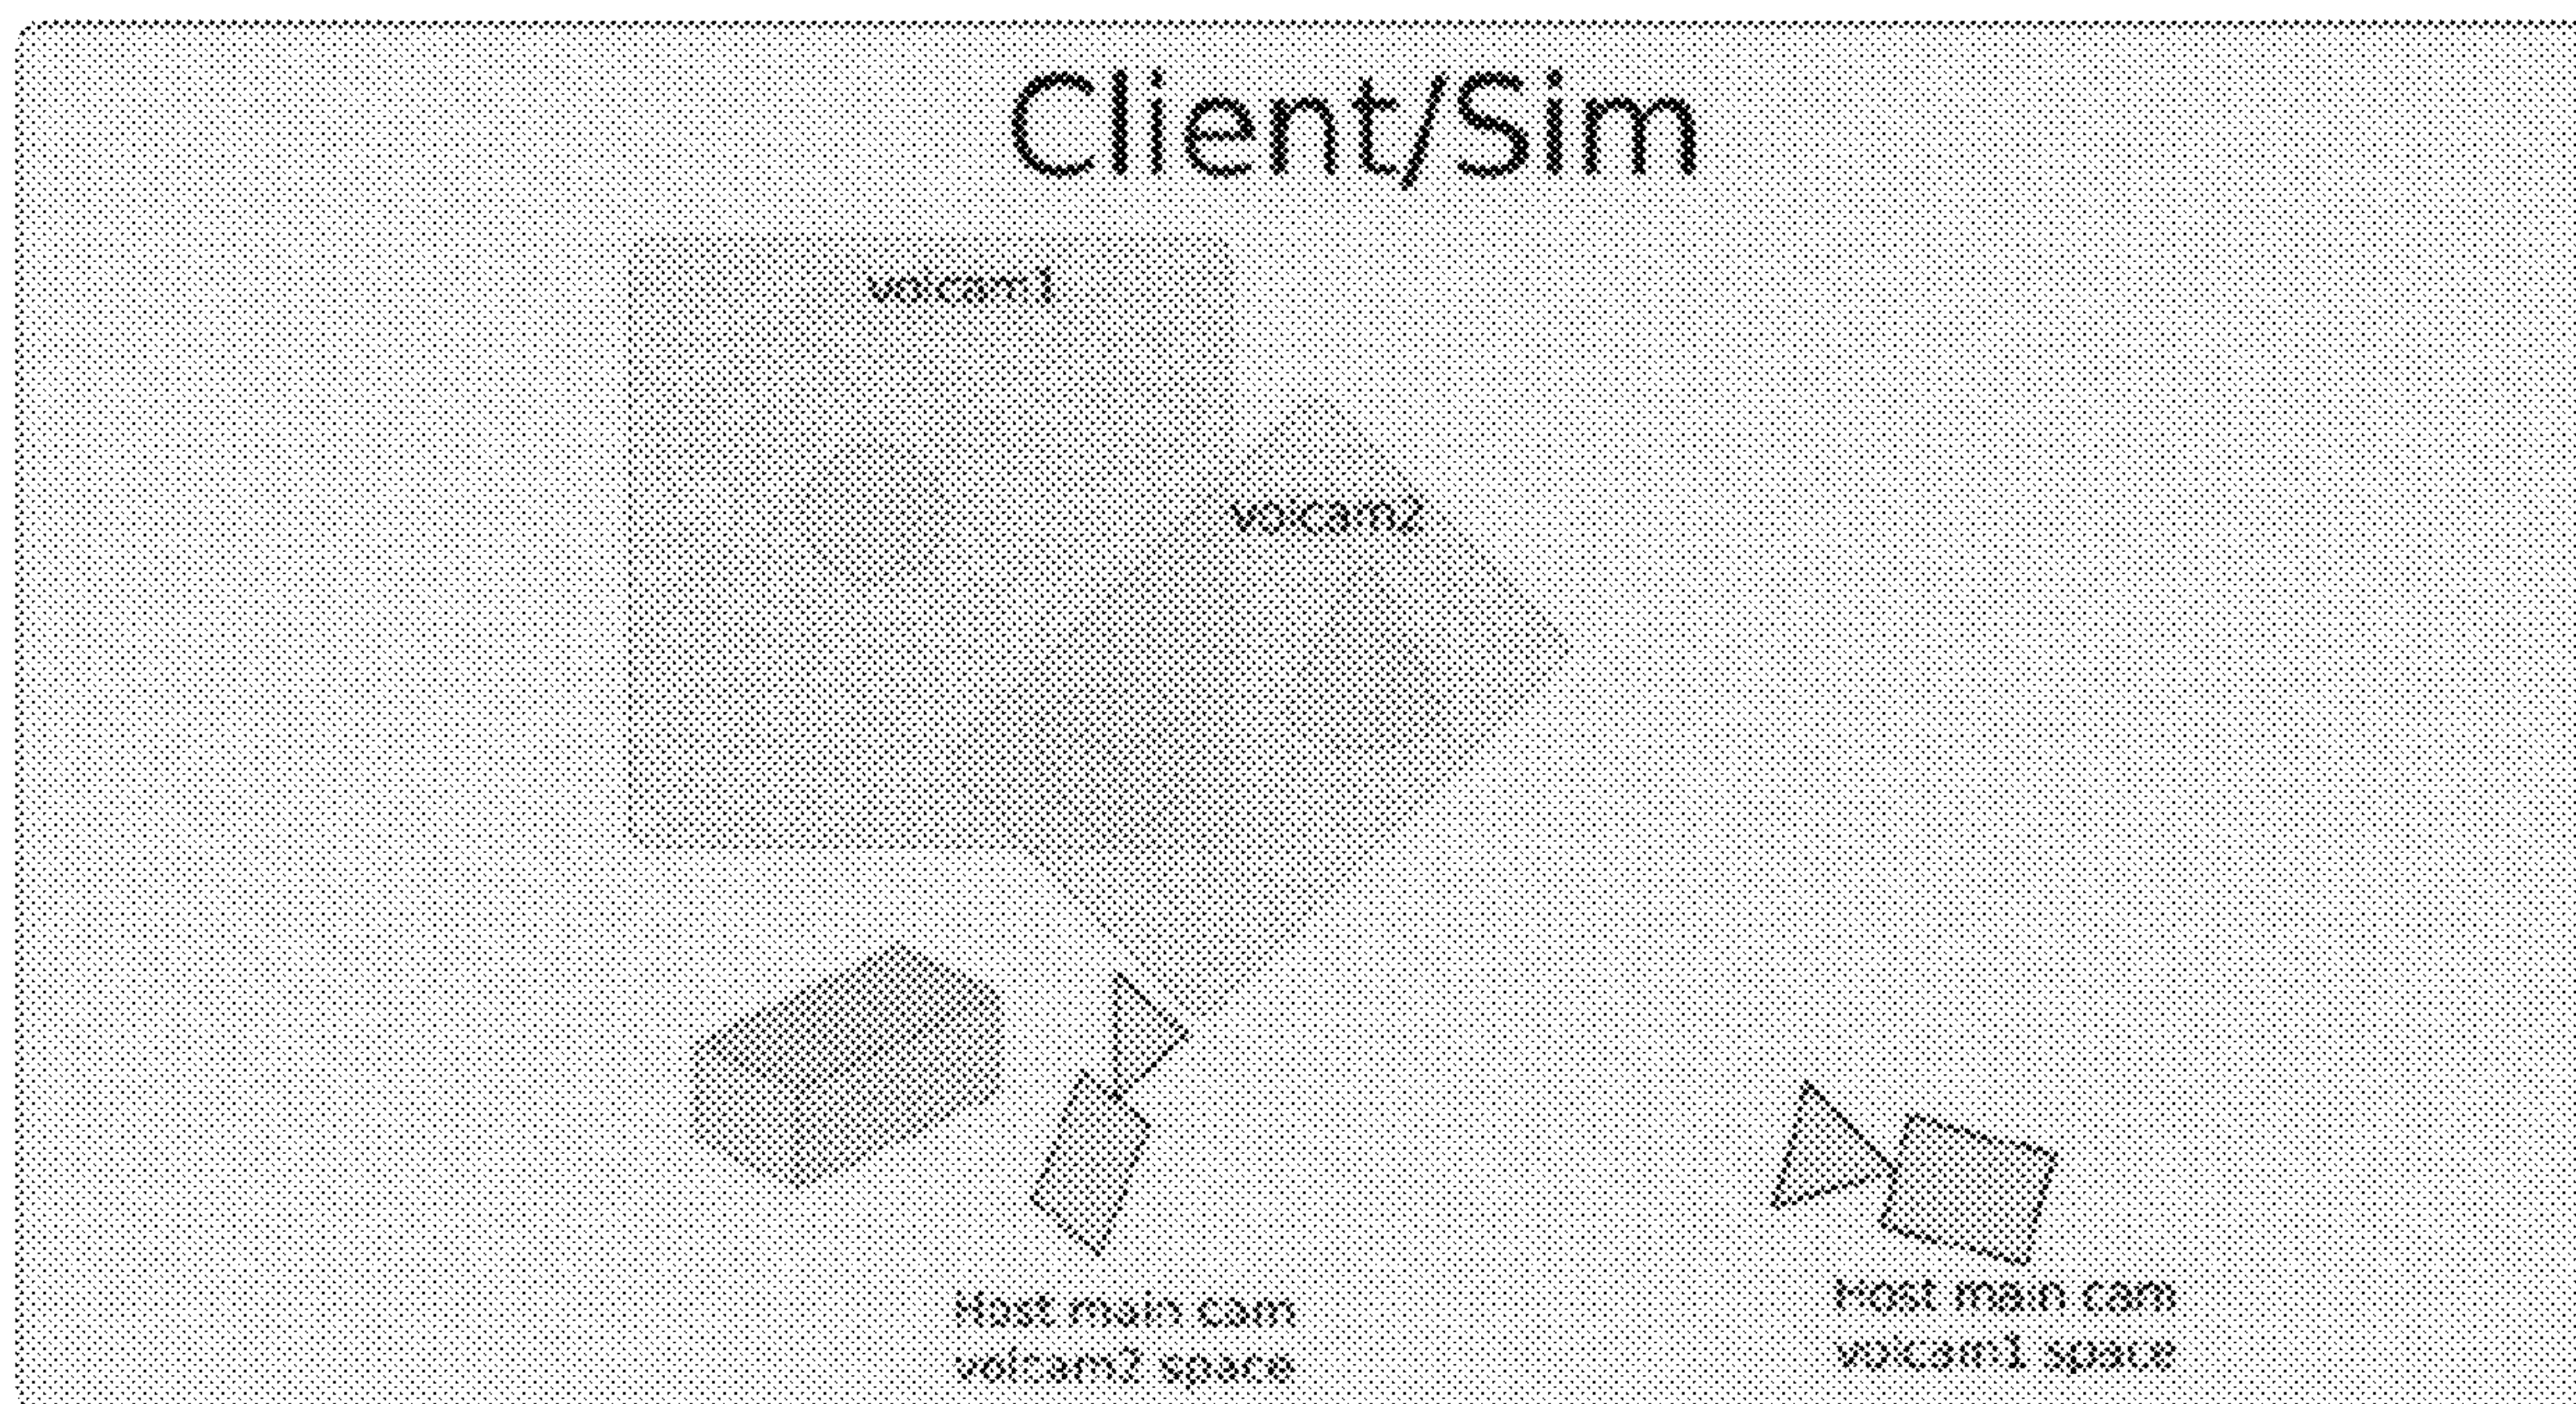 Client/Sim
volcam1
volcam2
Host main cam
volcam2 space
Host main cam
volcam1 space